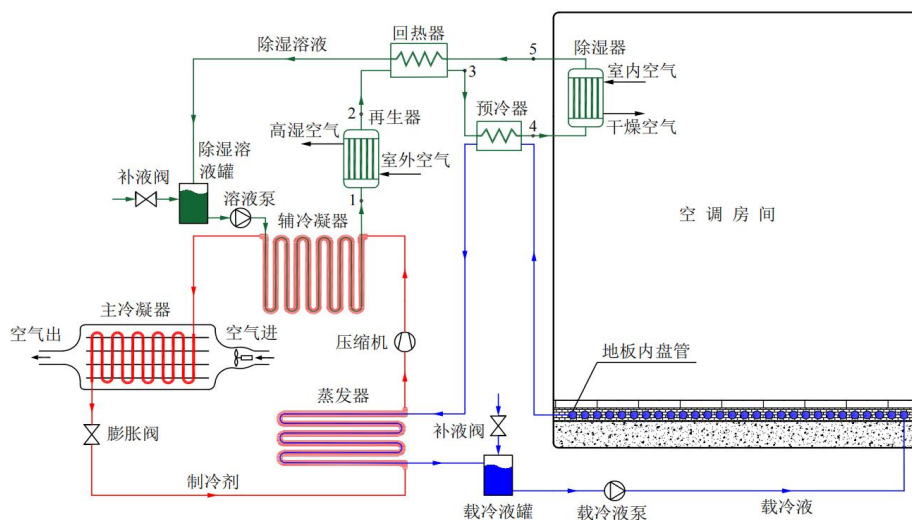 回热器
除湿溶液
5
除湿器
室内空气
3
预冷器
2
再生器
高湿空气
4
干燥空气
除湿溶
液罐
室外空气
补液阀
溶液泵
1
辅冷凝器
空 调 房 间
主冷凝器
空气出
空气进
压缩机
地板内盘管
蒸发器
补液阀
膨胀阀
制冷剂
载冷液罐
载冷液泵
载冷液